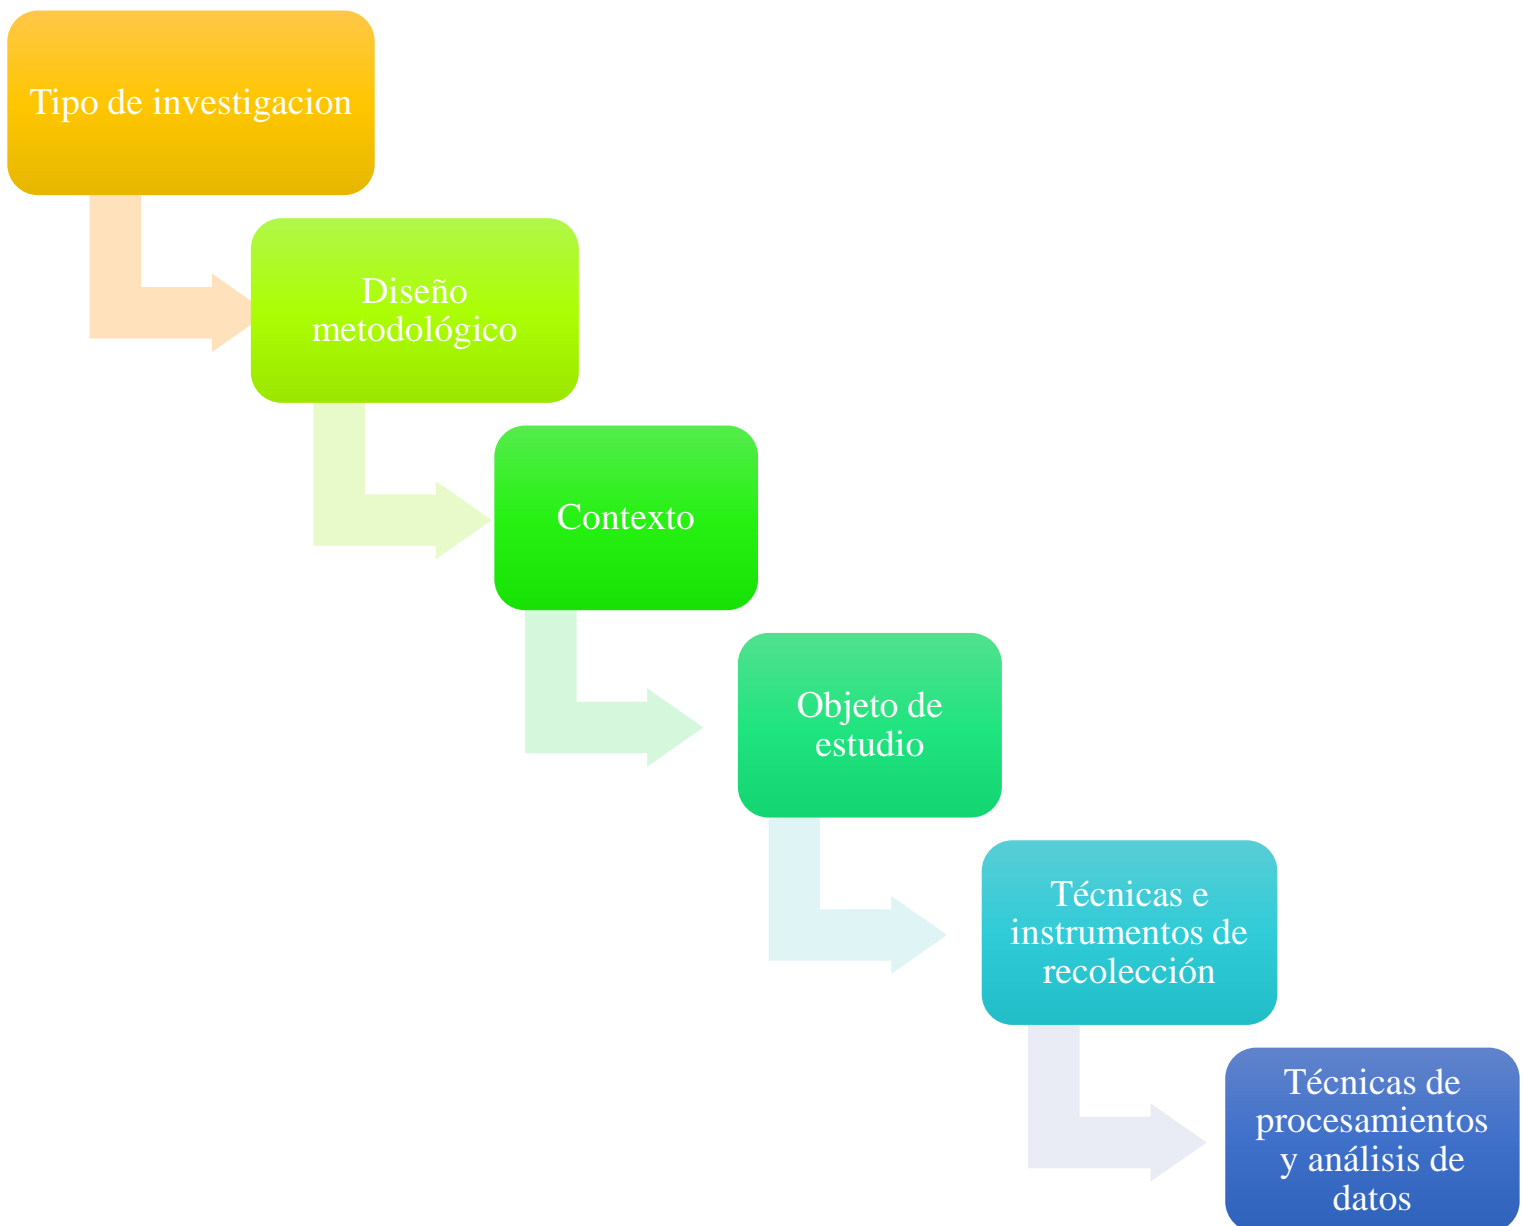 Tipo de investigacion
Diseño
metodológico
Contexto
Objeto de
estudio
Técnicas e
instrumentos de
recolección
Técnicas de
procesamientos
y análisis de
datos